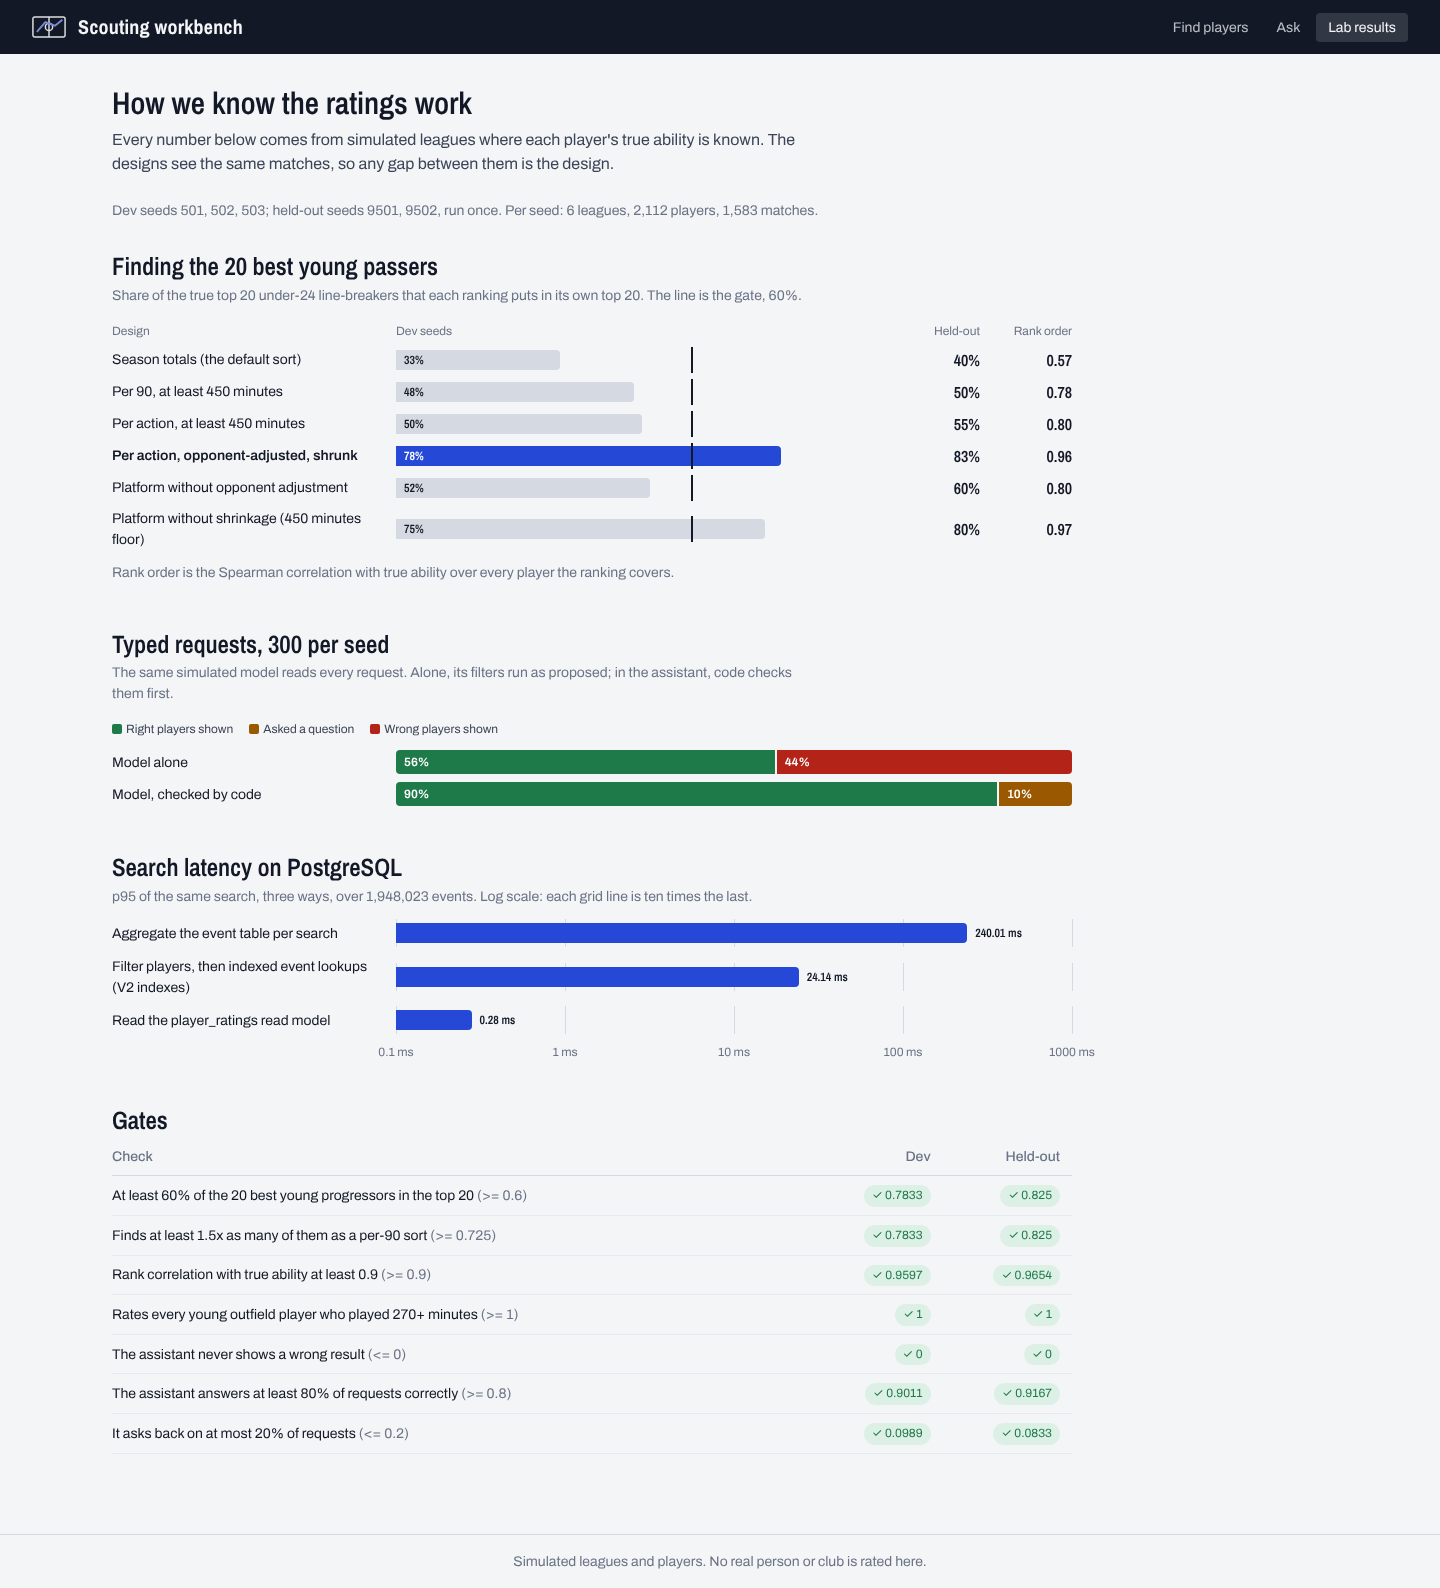 Scouting workbench
Find players
Ask
Lab results
How we know the ratings work
Every number below comes from simulated leagues where each player's true ability is known. The
designs see the same matches, so any gap between them is the design.
Dev seeds 501, 502, 503; held-out seeds 9501, 9502, run once. Per seed: 6 leagues, 2,112 players, 1,583 matches.
Finding the 20 best young passers
Share of the true top 20 under-24 line-breakers that each ranking puts in its own top 20. The line is the gate, 60%.
Design Dev seeds Held-out Rank order
Season totals (the default sort) 33% 40% 0.57
Per 90, at least 450 minutes 48% 50% 0.78
Per action, at least 450 minutes 50% 55% 0.80
Per action, opponent-adjusted, shrunk 78% 83% 0.96
Platform without opponent adjustment 52% 60% 0.80
Platform without shrinkage (450 minutes
floor) 75% 80% 0.97
Rank order is the Spearman correlation with true ability over every player the ranking covers.
Typed requests, 300 per seed
The same simulated model reads every request. Alone, its filters run as proposed; in the assistant, code checks
them first.
Right players shown Asked a question Wrong players shown
Model alone 56% 44%
Model, checked by code 90% 10%
Search latency on PostgreSQL
p95 of the same search, three ways, over 1,948,023 events. Log scale: each grid line is ten times the last.
Aggregate the event table per search 240.01 ms
Filter players, then indexed event lookups
(V2 indexes) 24.14 ms
Read the player_ratings read model 0.28 ms
0.1 ms 1 ms 10 ms 100 ms 1000 ms
Gates
Check Dev Held-out
At least 60% of the 20 best young progressors in the top 20 (>= 0.6) ✓ 0.7833 ✓ 0.825
Finds at least 1.5x as many of them as a per-90 sort (>= 0.725) ✓ 0.7833 ✓ 0.825
Rank correlation with true ability at least 0.9 (>= 0.9) ✓ 0.9597 ✓ 0.9654
Rates every young outfield player who played 270+ minutes (>= 1) ✓ 1 ✓ 1
The assistant never shows a wrong result (<= 0) ✓ 0 ✓ 0
The assistant answers at least 80% of requests correctly (>= 0.8) ✓ 0.9011 ✓ 0.9167
It asks back on at most 20% of requests (<= 0.2) ✓ 0.0989 ✓ 0.0833
Simulated leagues and players. No real person or club is rated here.